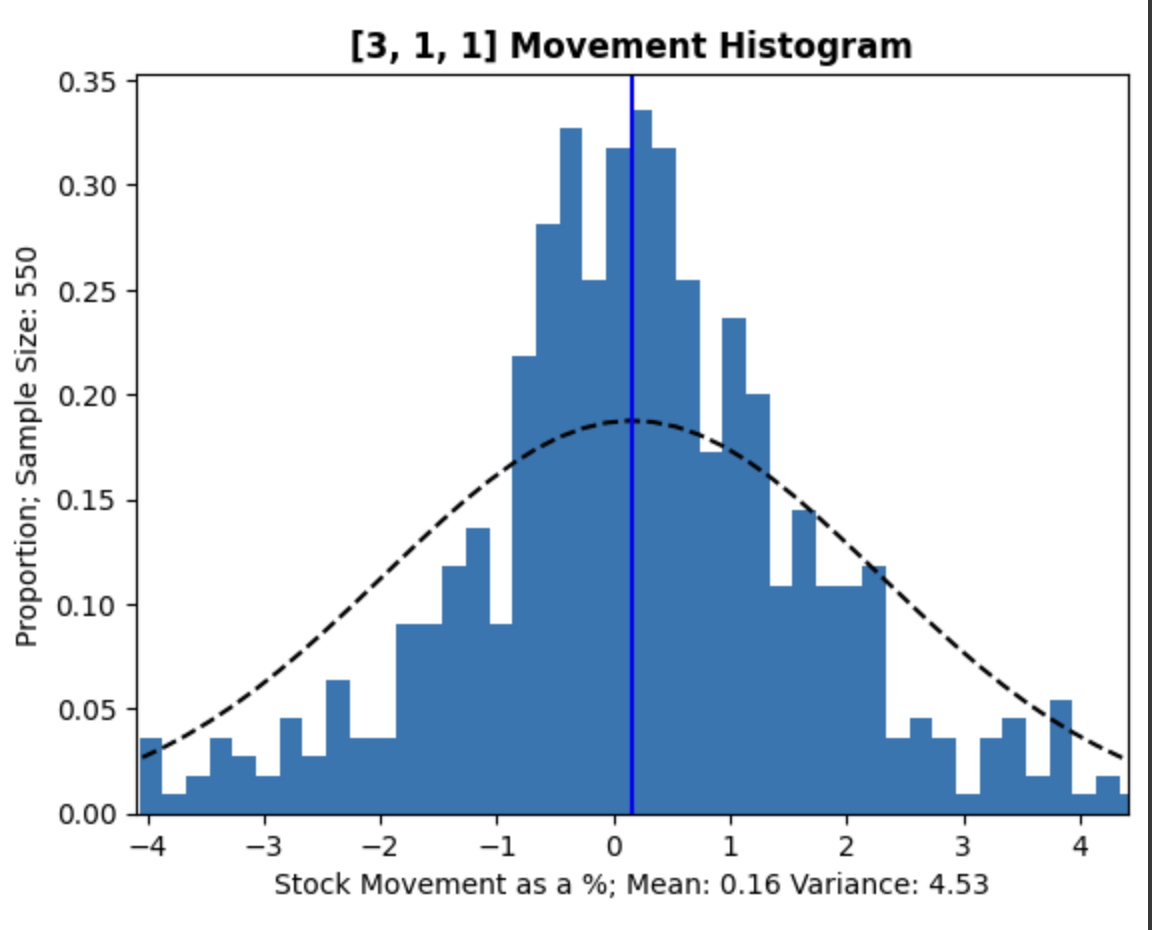 [3, 1, 1] Movement Histogram
0.35
0.30
0.25
0.20
0.15
0.10
0.05
0.00
Proportion; Sample Size: 550
−4 −3 −2 −1 0 1 2 3 4
Stock Movement as a %; Mean: 0.16 Variance: 4.53